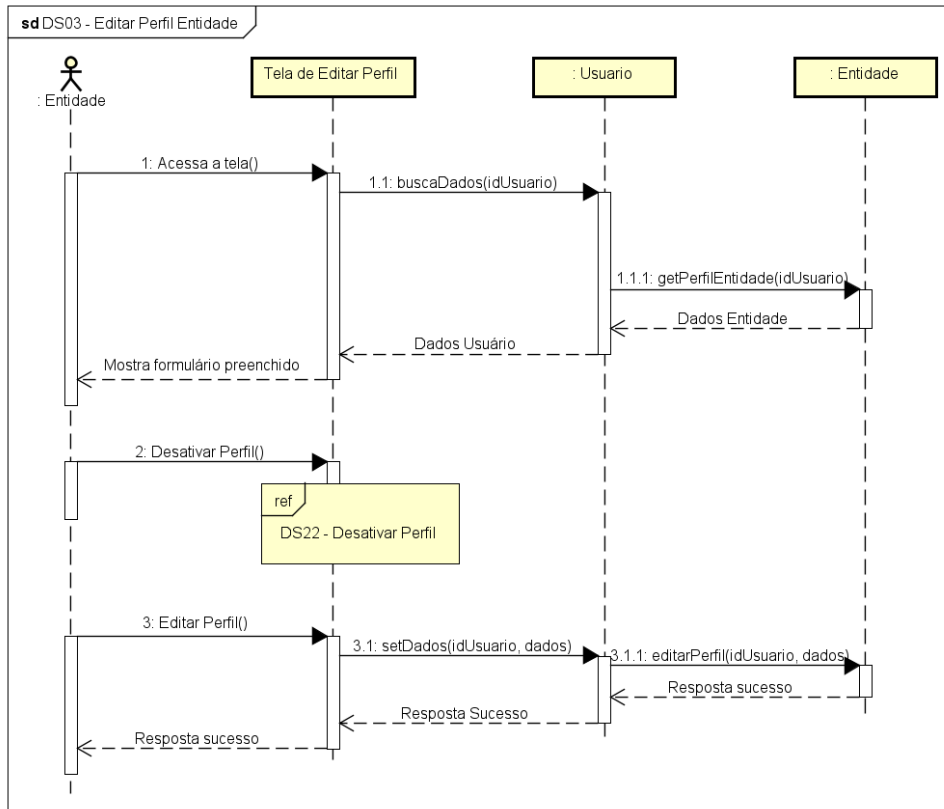 sd DS03 - Editar Perfil Entidade
: Entidade
Tela de Editar Perfil
: Usuario
: Entidade
1: Acessa a tela()
1.1: buscaDados(idUsuario)
1.1.1: getPerfilEntidade(idUsuario)
Dados Entidade
Dados Usuário
Mostra formulário preenchido
2: Desativar Perfil()
ref
DS22 - Desativar Perfil
3: Editar Perfil()
3.1: setDados(idUsuario, dados)
3.1.1: editarPerfil(idUsuario, dados)
Resposta sucesso
Resposta Sucesso
Resposta sucesso